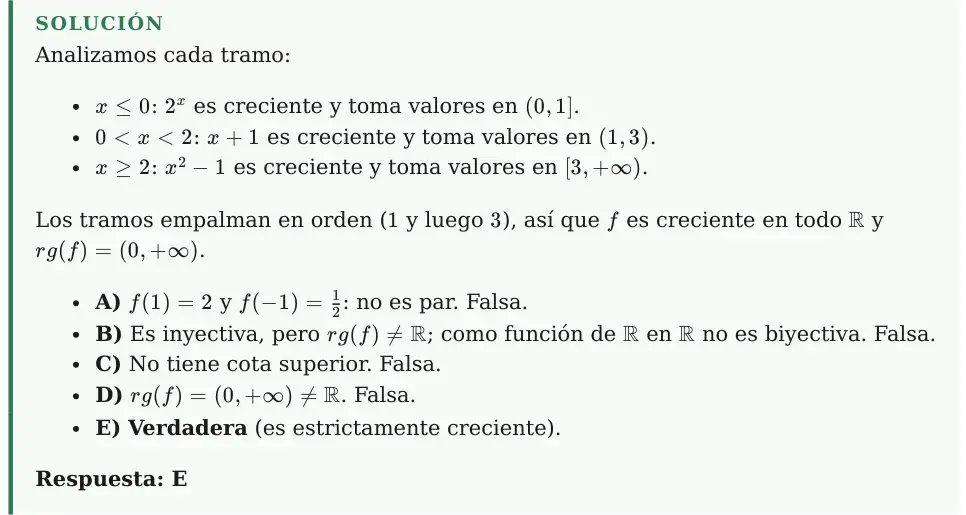 SOLUCIÓN
Analizamos cada tramo:
• x ≤ 0: 2^x es creciente y toma valores en (0, 1].
• 0 < x < 2: x + 1 es creciente y toma valores en (1, 3).
• x ≥ 2: x² − 1 es creciente y toma valores en [3, +∞).
Los tramos empalman en orden (1 y luego 3), así que f es creciente en todo ℝ y
rg(f) = (0, +∞).
• A) f(1) = 2 y f(−1) = 1/2: no es par. Falsa.
• B) Es inyectiva, pero rg(f) ≠ ℝ; como función de ℝ en ℝ no es biyectiva. Falsa.
• C) No tiene cota superior. Falsa.
• D) rg(f) = (0, +∞) ≠ ℝ. Falsa.
• E) Verdadera (es estrictamente creciente).
Respuesta: E